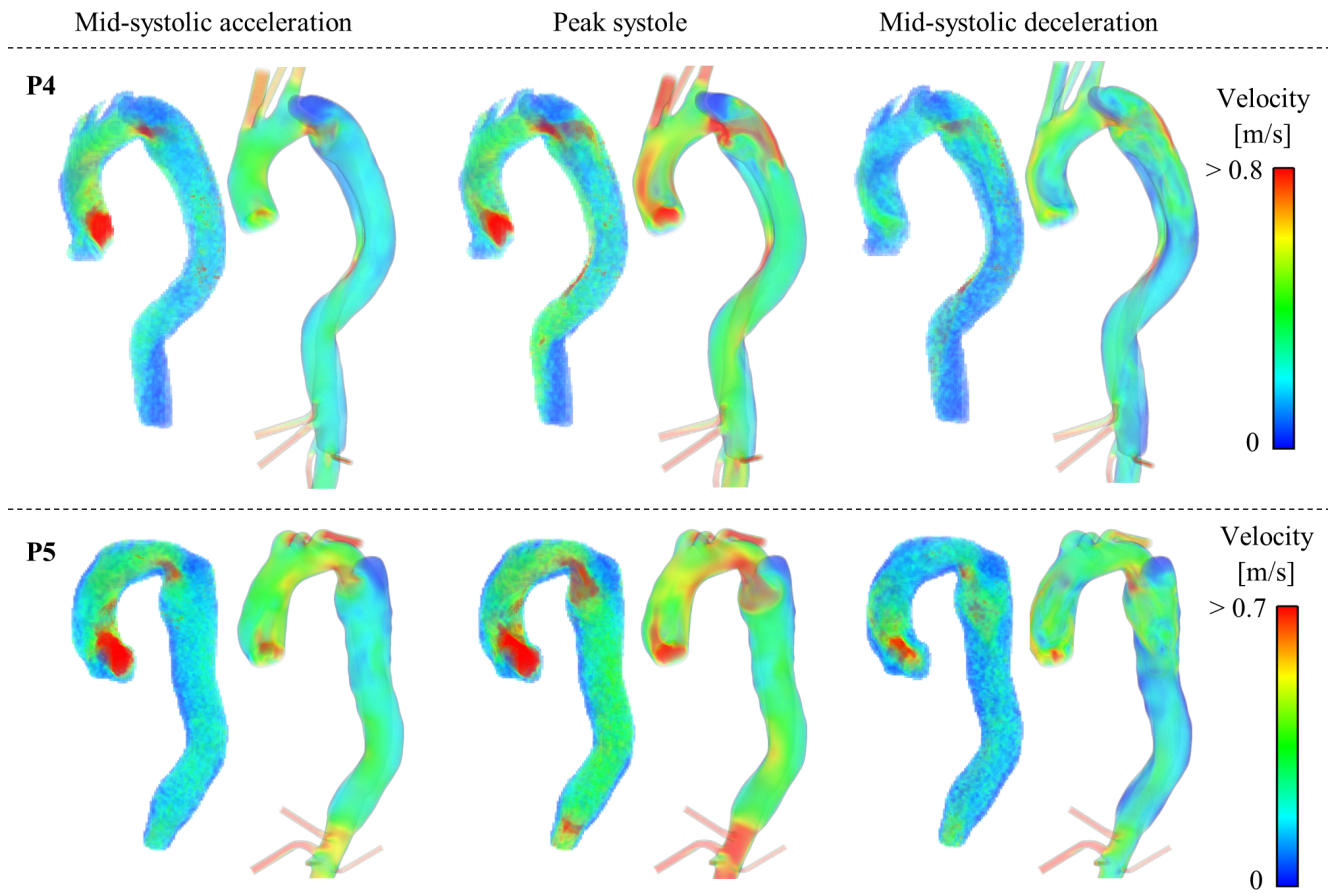 Mid-systolic acceleration
Peak systole
Mid-systolic deceleration
P4
Velocity
[m/s]
> 0.8
0
P5
Velocity
[m/s]
> 0.7
0